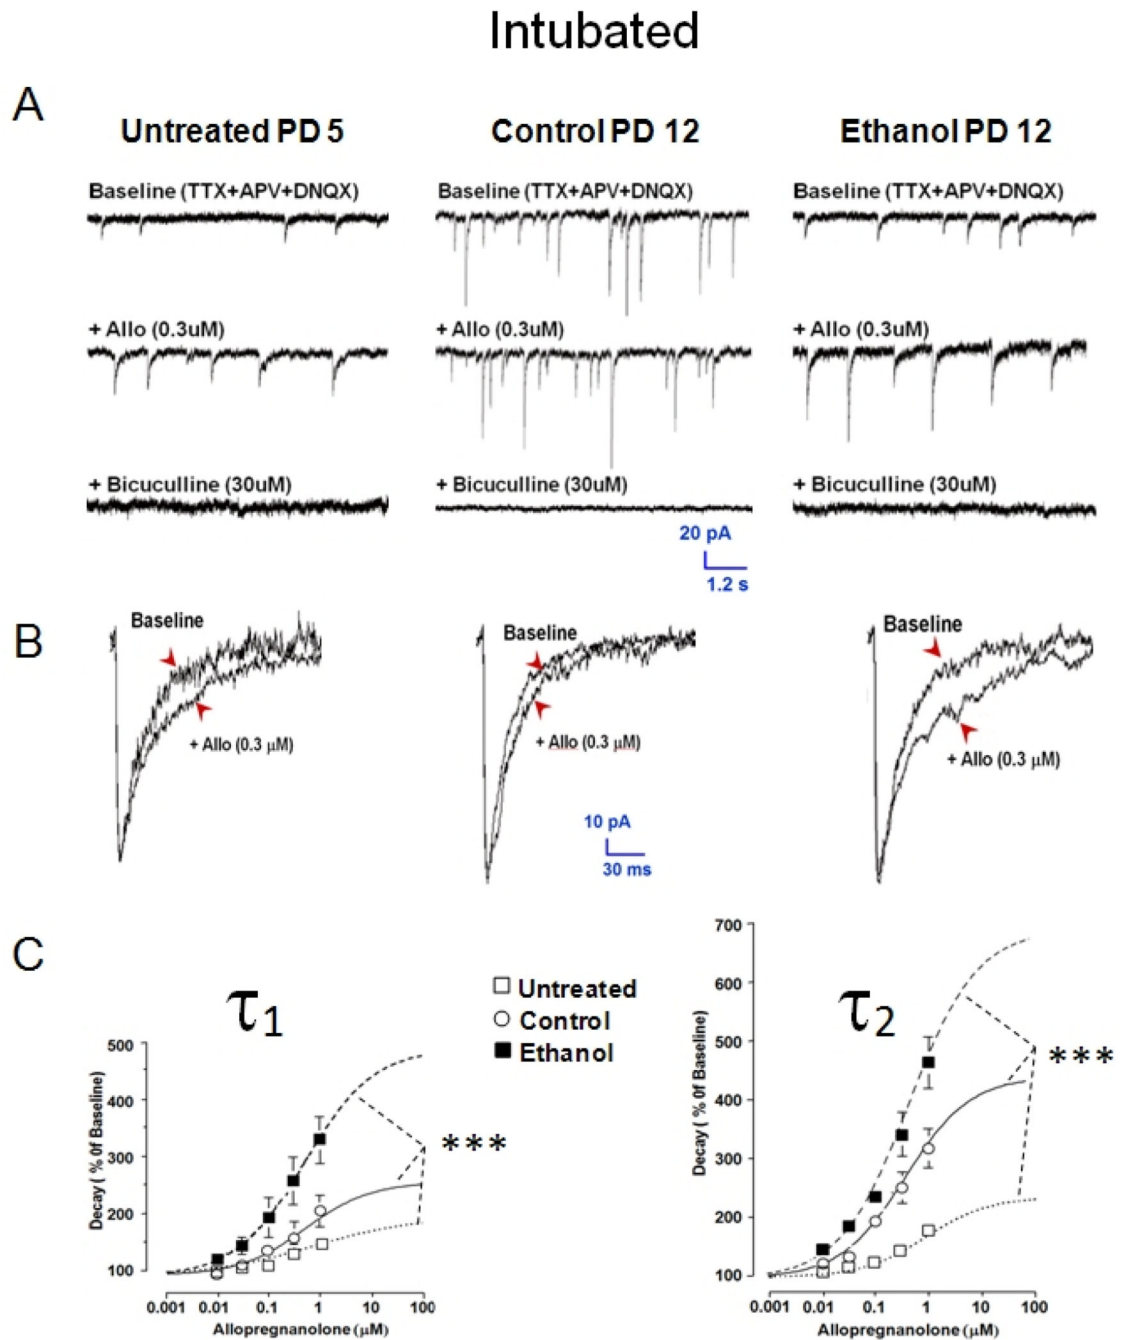 Intubated
A
Untreated PD 5
Control PD 12
Ethanol PD 12
Baseline (TTX+APV+DNQX)
Baseline (TTX+APV+DNQX)
Baseline (TTX+APV+DNQX)
+ Allo (0.3uM)
+ Allo (0.3uM)
+ Allo (0.3uM)
+ Bicuculline (30uM)
+ Bicuculline (30uM)
+ Bicuculline (30uM)
20 pA
1.2 s
B
Baseline
+ Allo (0.3 μM)
Baseline
+ Allo (0.3 μM)
Baseline
+ Allo (0.3 μM)
10 pA
30 ms
C
τ1
Untreated
Control
Ethanol
Decay ( % 0f Baseline)
500
400
300
200
100
0.001 0.01 0.1 1 10 100
Allopregnanolone (μM)
***
τ2
Decay ( % 0f Baseline)
700
600
500
400
300
200
100
0.001 0.01 0.1 1 10 100
Allopregnanolone (μM)
***